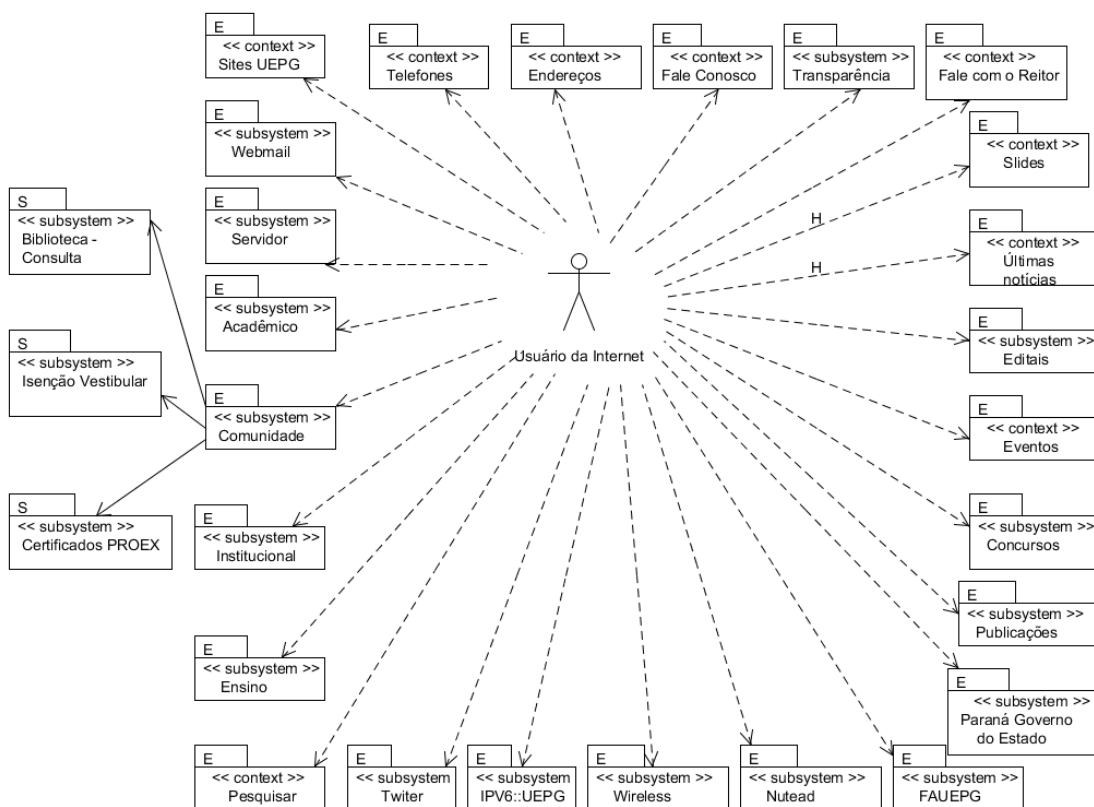 E
<< context >>
Sites UEPG
E
<< context >>
Telefones
E
<< context >>
Endereços
E
<< context >>
Fale Conosco
E
<< subsystem >>
Transparência
E
<< context >>
Fale com o Reitor
E
<< subsystem >>
Webmail
E
<< context >>
Slides
S
<< subsystem >>
Biblioteca -
Consulta
E
<< subsystem >>
Servidor
H
H
E
<< context >>
Últimas
notícias
E
<< subsystem >>
Acadêmico
Usuário da Internet
E
<< subsystem >>
Editais
S
<< subsystem >>
Isenção Vestibular
E
<< subsystem >>
Comunidade
E
<< context >>
Eventos
S
<< subsystem >>
Certificados PROEX
E
<< subsystem >>
Institucional
E
<< subsystem >>
Concursos
E
<< subsystem >>
Publicações
E
<< subsystem >>
Ensino
E
<< subsystem >>
Paraná Governo
do Estado
E
<< context >>
Pesquisar
E
<< subsystem
Twiter
E
<< subsystem
IPV6::UEPG
E
<< subsystem >>
Wireless
E
<< subsystem >>
Nutead
E
<< subsystem >>
FAUEPG